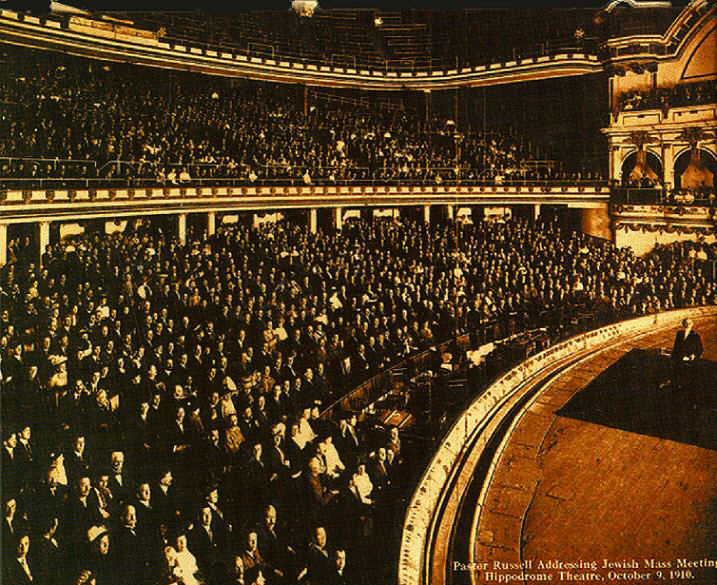 Pastor Russell Addressing Jewish Mass Meeting
Hippodrome Theatre, October 9, 1910.